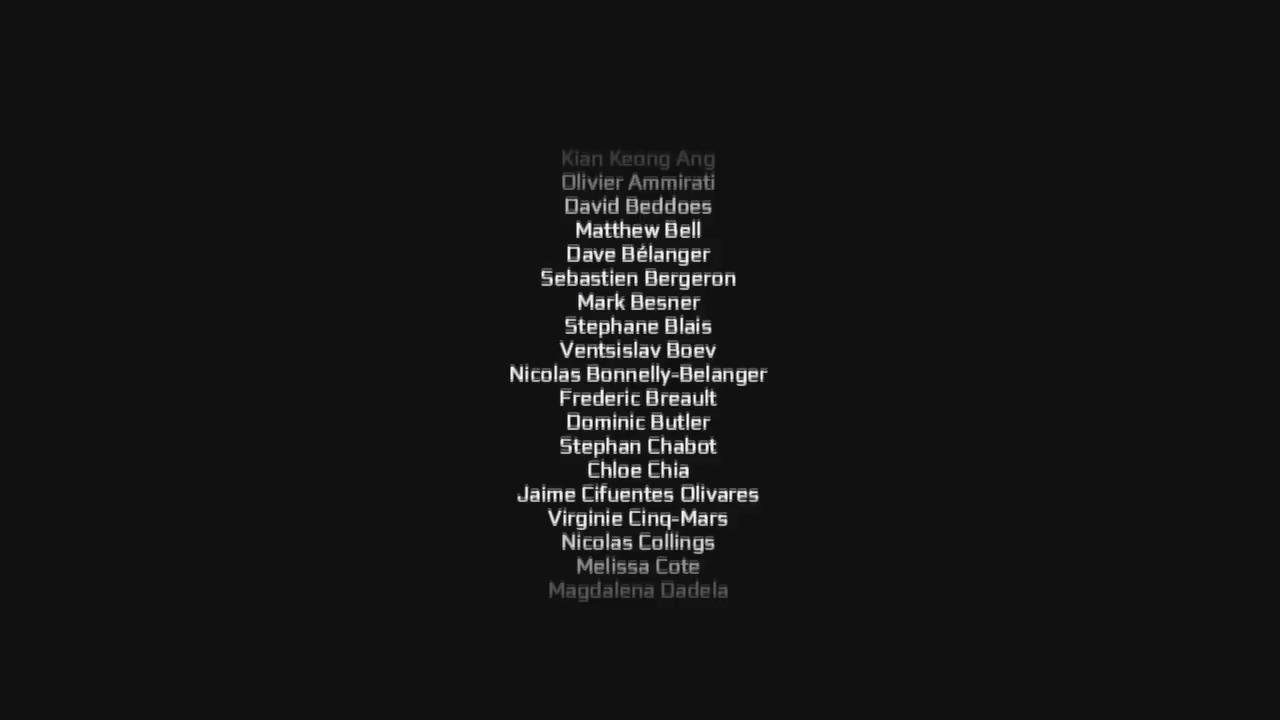 Kian Keong Ang
Olivier Ammirati
David Beddoes
Matthew Bell
Dave Bélanger
Sebastien Bergeron
Mark Besner
Stephane Blais
Ventsislav Boev
Nicolas Bonnelly-Belanger
Frederic Breault
Dominic Butler
Stephan Chabot
Chloe Chia
Jaime Cifuentes Olivares
Virginie Cinq-Mars
Nicolas Collings
Melissa Cote
Magdalena Dadela